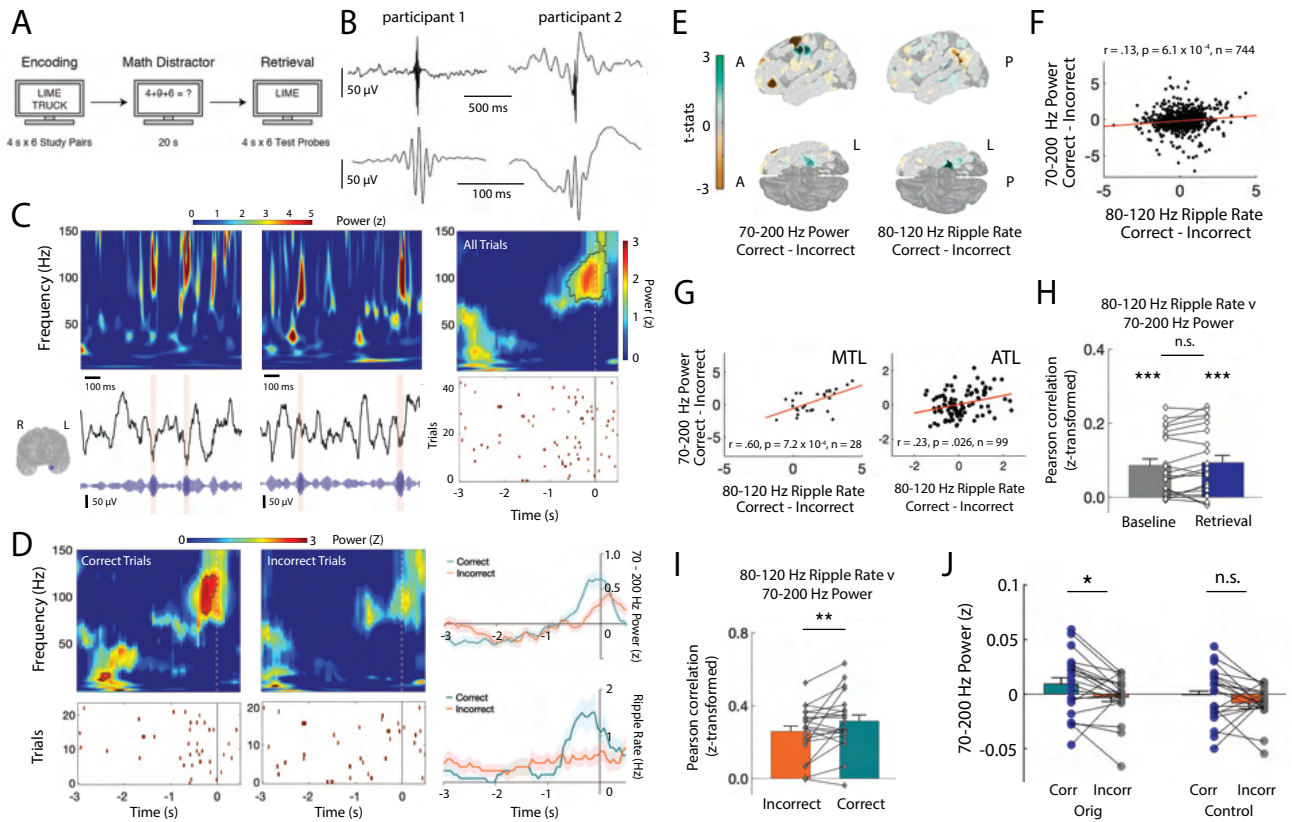 A
Encoding
Math Distractor
Retrieval
LIME
TRUCK
4+9+6 = ?
LIME
4 s x 6 Study Pairs
20 s
4 s x 6 Test Probes
B
participant 1
participant 2
50 μV
500 ms
50 μV
100 ms
C
0 1 2 3 4 5 Power (z)
Frequency (Hz)
150
100
50
All Trials
150
100
50
3
2
1
0
Power (z)
100 ms
100 ms
R L
50 μV
50 μV
Trials
40
20
0
-3 -2 -1 0
Time (s)
D
0 3 Power (Z)
Frequency (Hz)
150
100
50
0
Correct Trials
Incorrect Trials
Trials
20
10
0
20
10
0
-3 -2 -1 0
Time (s)
-3 -2 -1 0
Time (s)
Correct
Incorrect
1.0
0.5
-0.5
70 - 200 Hz Power (z)
-3 -2 -1 0
Correct
Incorrect
2
1
0
Ripple Rate (Hz)
-3 -2 -1 0
Time (s)
E
3
0
-3
t-stats
A P
L
A P
70-200 Hz Power
Correct - Incorrect
80-120 Hz Ripple Rate
Correct - Incorrect
F
r = .13, p = 6.1 x 10⁻⁴, n = 744
70-200 Hz Power
Correct - Incorrect
5
0
-5
-5 0 5
80-120 Hz Ripple Rate
Correct - Incorrect
G
70-200 Hz Power
Correct - Incorrect
MTL
5
0
-5
r = .60, p = 7.2 x 10⁻⁴, n = 28
-5 0 5
80-120 Hz Ripple Rate
Correct - Incorrect
ATL
2
0
-2
r = .23, p = .026, n = 99
-2 0 2
80-120 Hz Ripple Rate
Correct - Incorrect
H
80-120 Hz Ripple Rate v
70-200 Hz Power
n.s.
*** ***
Pearson correlation
(z-transformed)
0.4
0.2
0.0
Baseline Retrieval
I
80-120 Hz Ripple Rate v
70-200 Hz Power
**
Pearson correlation
(z-transformed)
0.8
0.4
0.0
Incorrect Correct
J
* n.s.
70-200 Hz Power (z)
0.1
0.05
0
-0.05
Corr Incorr
Orig
Corr Incorr
Control